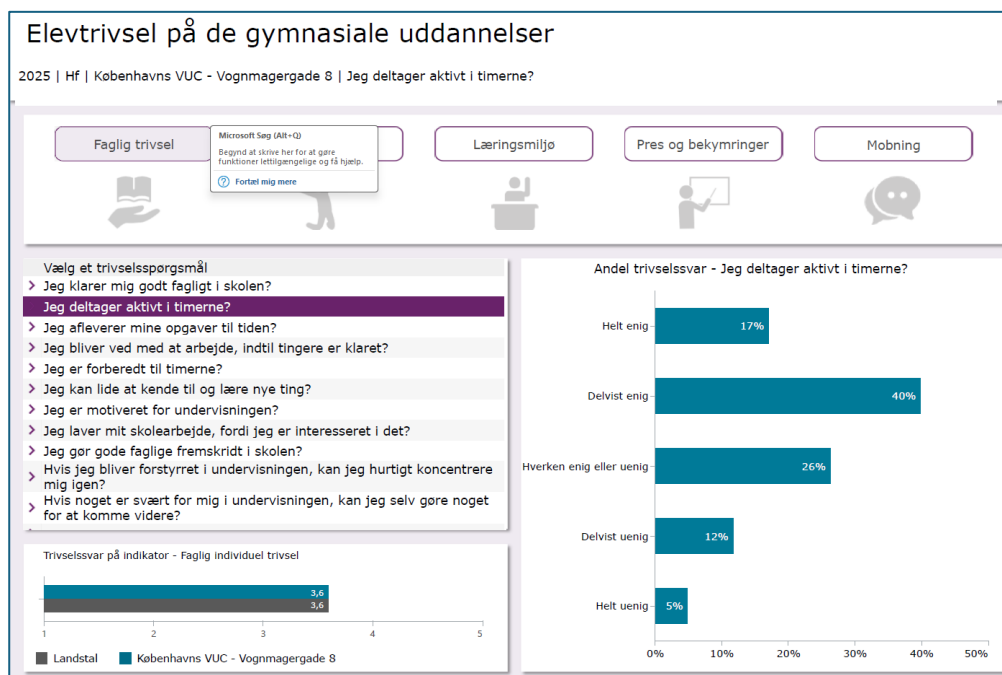 Elevtrivsel på de gymnasiale uddannelser
2025 | Hf | Københavns VUC - Vognmagergade 8 | Jeg deltager aktivt i timerne?
Faglig trivsel
Microsoft Søg (Alt+Q)
Begynd at skrive her for at gøre
funktioner lettilgængelige og få hjælp.
Fortæl mig mere
Læringsmiljø
Pres og bekymringer
Mobning
Vælg et trivselsspørgsmål
Jeg klarer mig godt fagligt i skolen?
Jeg deltager aktivt i timerne?
Jeg afleverer mine opgaver til tiden?
Jeg bliver ved med at arbejde, indtil tingere er klaret?
Jeg er forberedt til timerne?
Jeg kan lide at kende til og lære nye ting?
Jeg er motiveret for undervisningen?
Jeg laver mit skolearbejde, fordi jeg er interesseret i det?
Jeg gør gode faglige fremskridt i skolen?
Hvis jeg bliver forstyrret i undervisningen, kan jeg hurtigt koncentrere
mig igen?
Hvis noget er svært for mig i undervisningen, kan jeg selv gøre noget
for at komme videre?
Trivselssvar på indikator - Faglig individuel trivsel
3,6
3,6
1 2 3 4 5
Landstal Københavns VUC - Vognmagergade 8
Andel trivselssvar - Jeg deltager aktivt i timerne?
Helt enig 17%
Delvist enig 40%
Hverken enig eller uenig 26%
Delvist uenig 12%
Helt uenig 5%
0% 10% 20% 30% 40% 50%